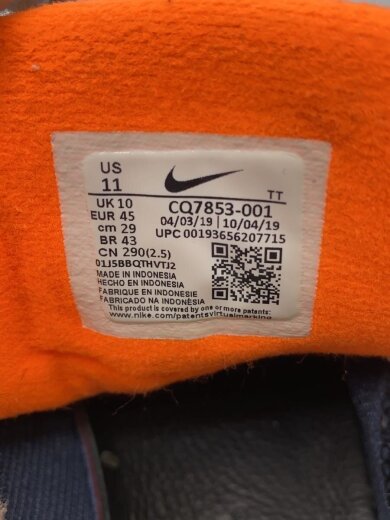 US
11
TT
UK 10
CQ7853-001
EUR 45
04/03/19 | 10/04/19
cm 29
UPC 00193656207715
BR 43
CN 290(2.5)
01J5BBQTHVTJ2
MADE IN INDONESIA
HECHO EN INDONESIA
FABRIQUE EN INDONESIE
FABRICADO NA INDONÉSIA
This product is covered by one or more patents:
www.nike.com/patentsvirtualmarking